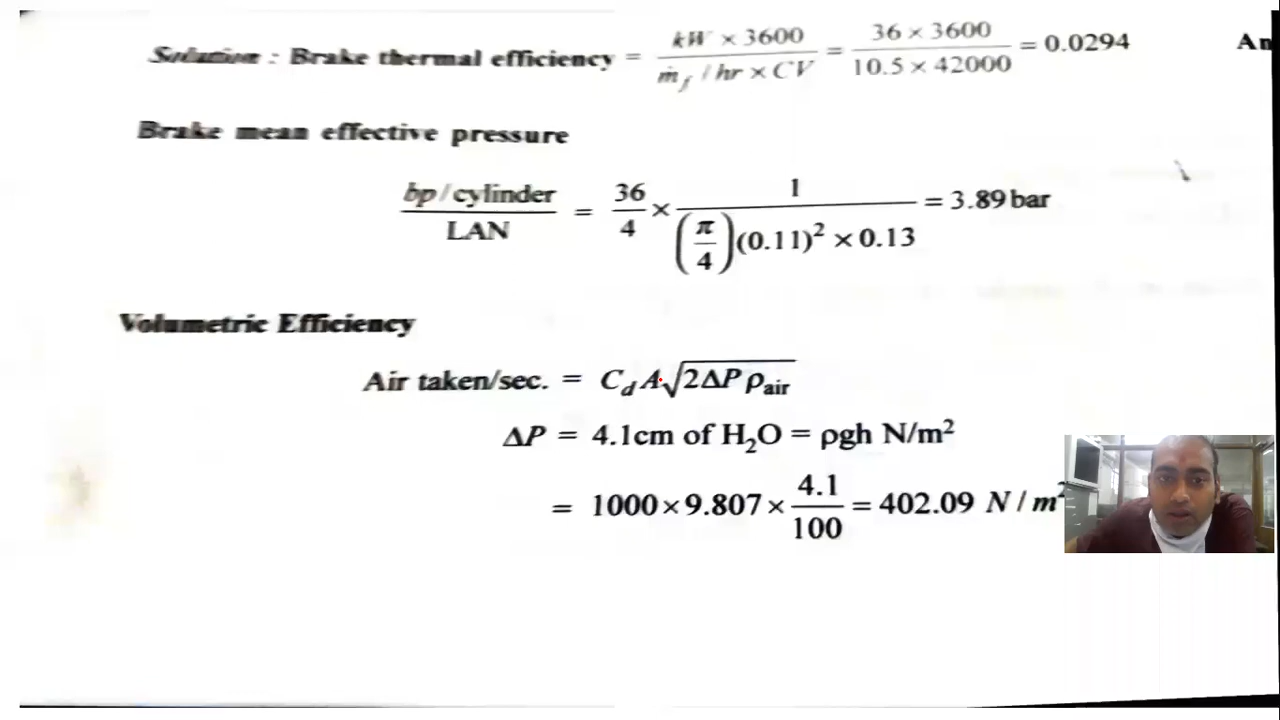 Solution : Brake thermal efficiency = kW × 3600 / ṁf / hr × CV = 36 × 3600 / 10.5 × 42000 = 0.0294 An
Brake mean effective pressure
bp/cylinder / LAN = 36/4 × 1 / (π/4)(0.11)² × 0.13 = 3.89 bar
Volumetric Efficiency
Air taken/sec. = C_d A√2ΔP ρair
ΔP = 4.1cm of H₂O = ρgh N/m²
= 1000 × 9.807 × 4.1/100 = 402.09 N/m²